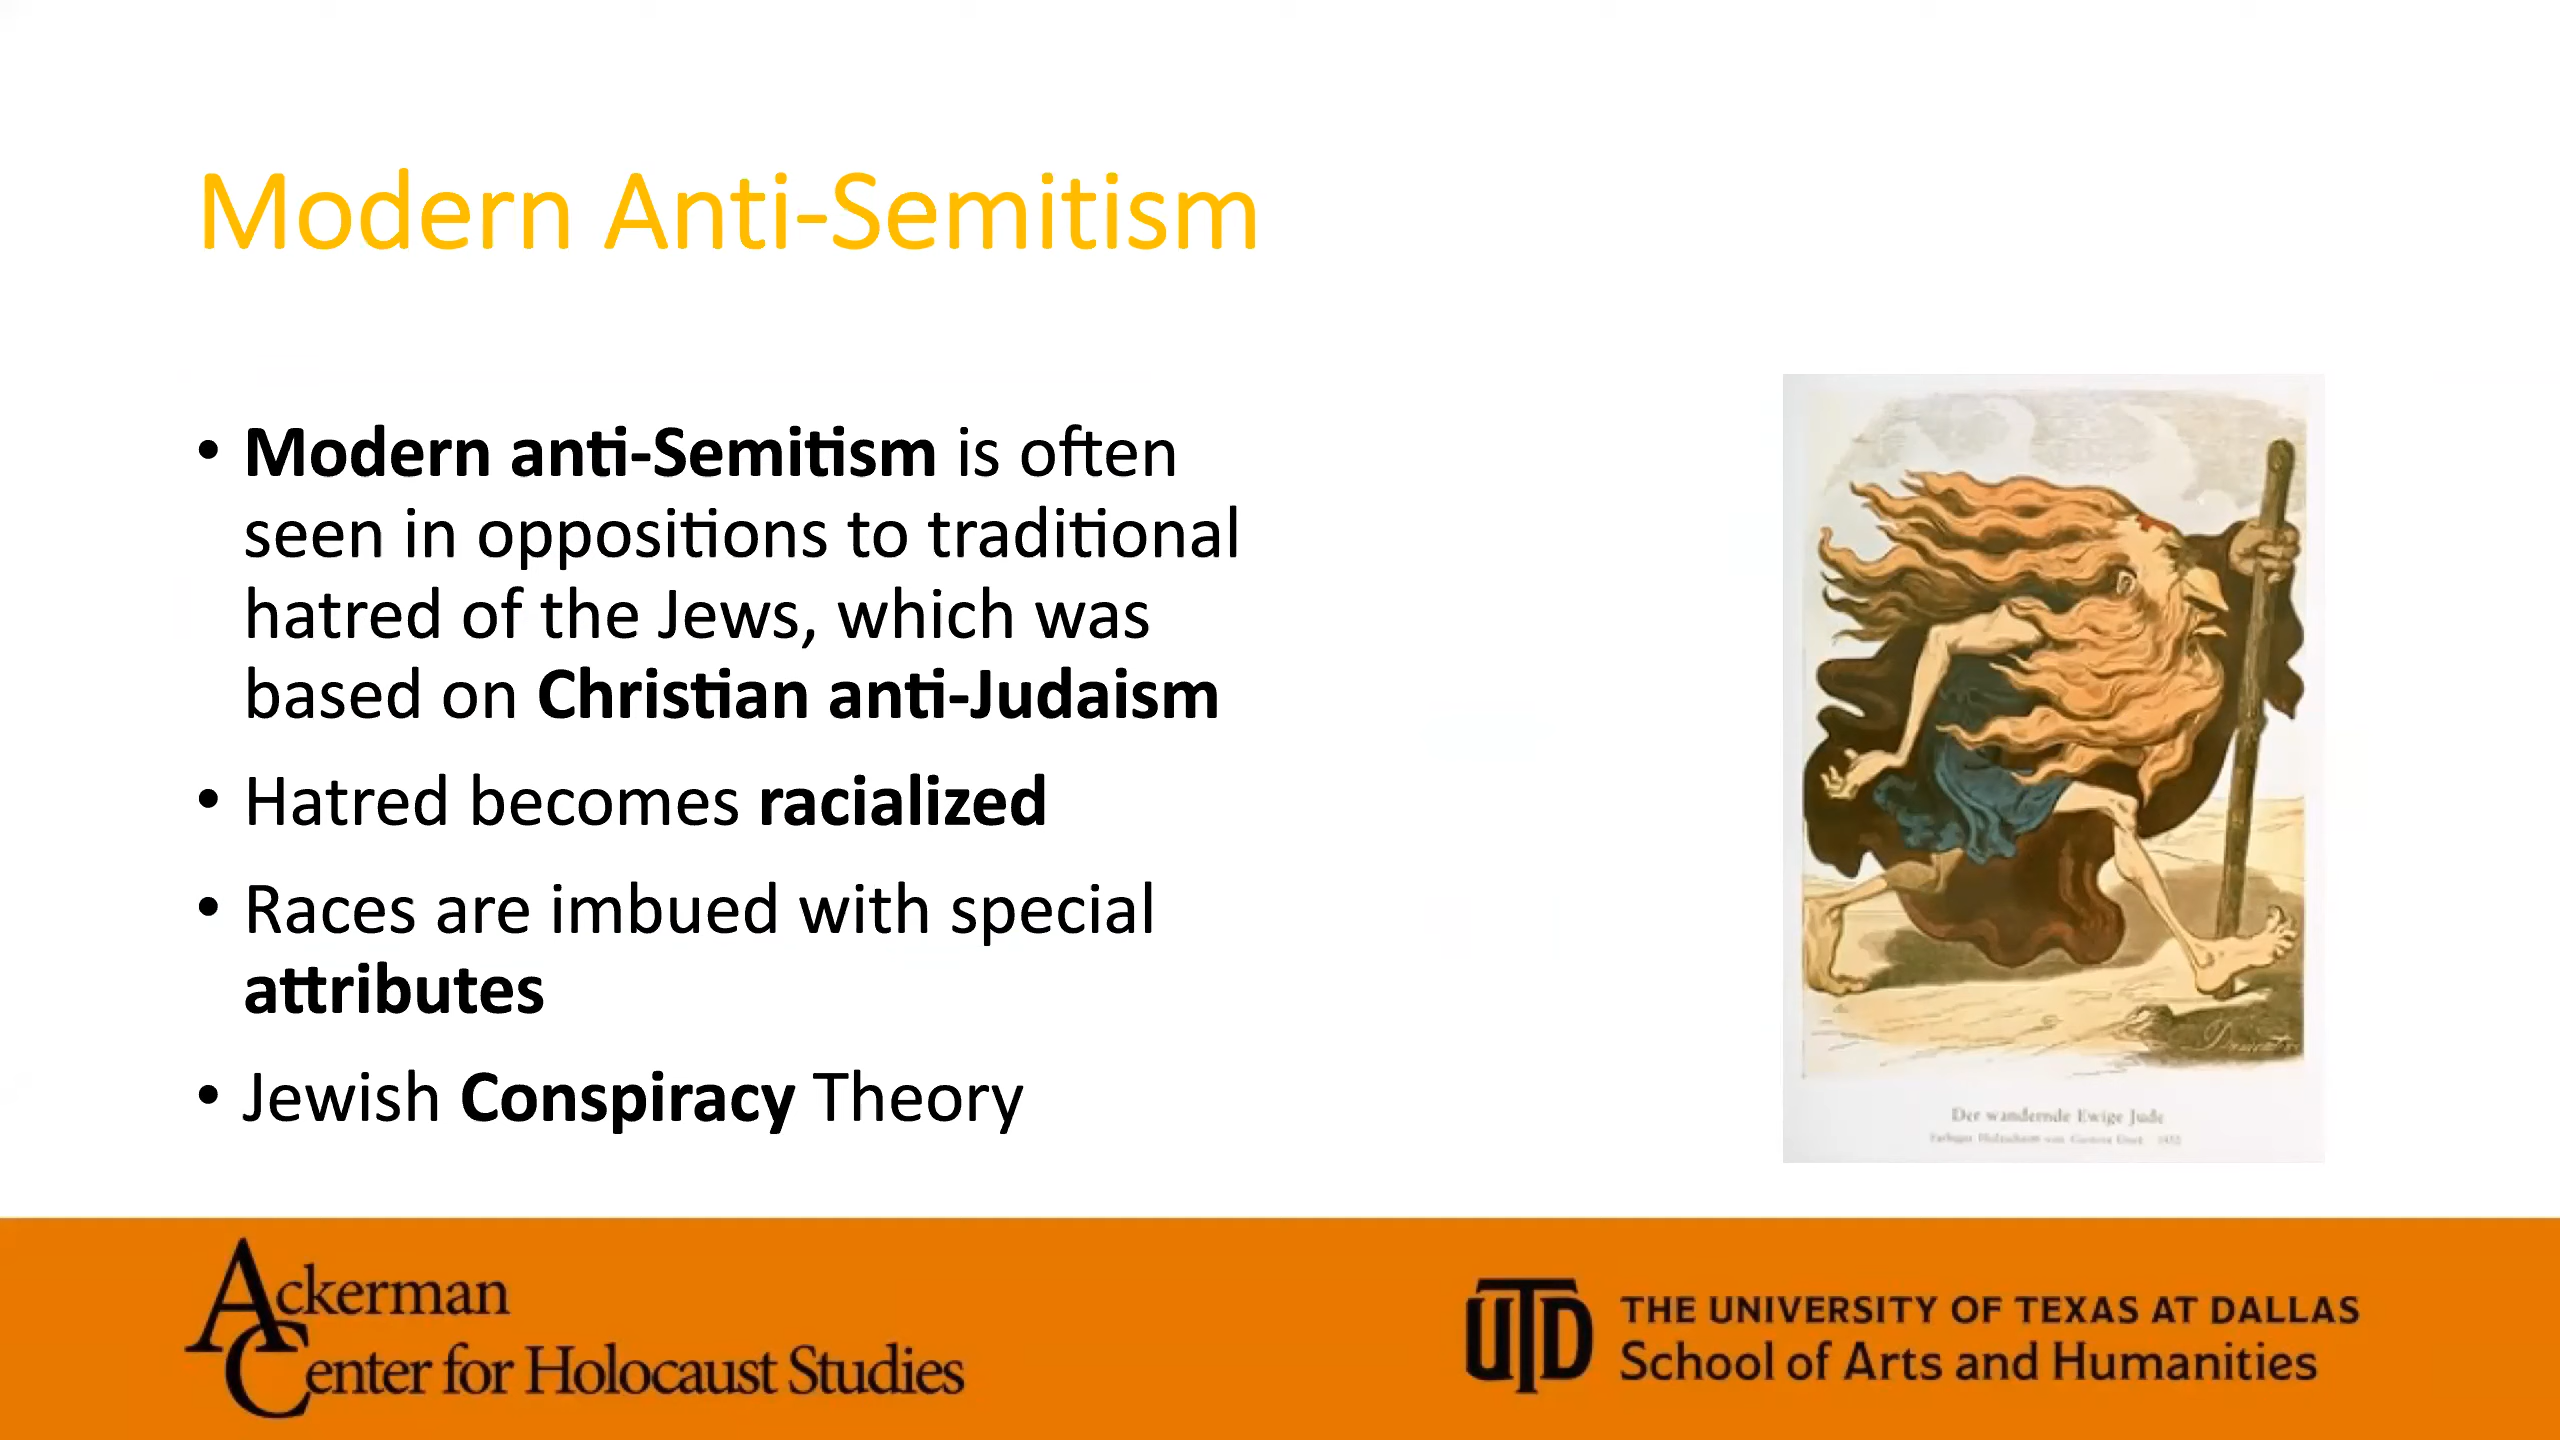 Modern Anti-Semitism
• Modern anti-Semitism is often
seen in oppositions to traditional
hatred of the Jews, which was
based on Christian anti-Judaism
• Hatred becomes racialized
• Races are imbued with special
attributes
• Jewish Conspiracy Theory
Der wandernde Ewige Jude
Ackerman
Center for Holocaust Studies
UTD
THE UNIVERSITY OF TEXAS AT DALLAS
School of Arts and Humanities